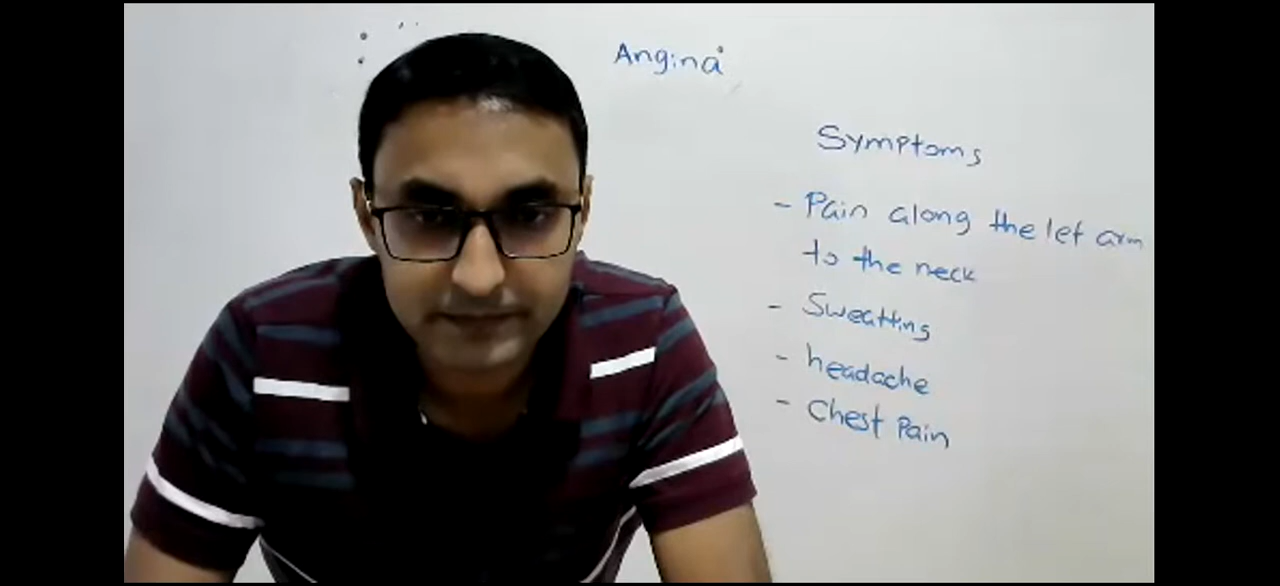 Angina
Symptoms
- Pain along the lef arm
to the neck
- Sweatting
- headache
- Chest Pain